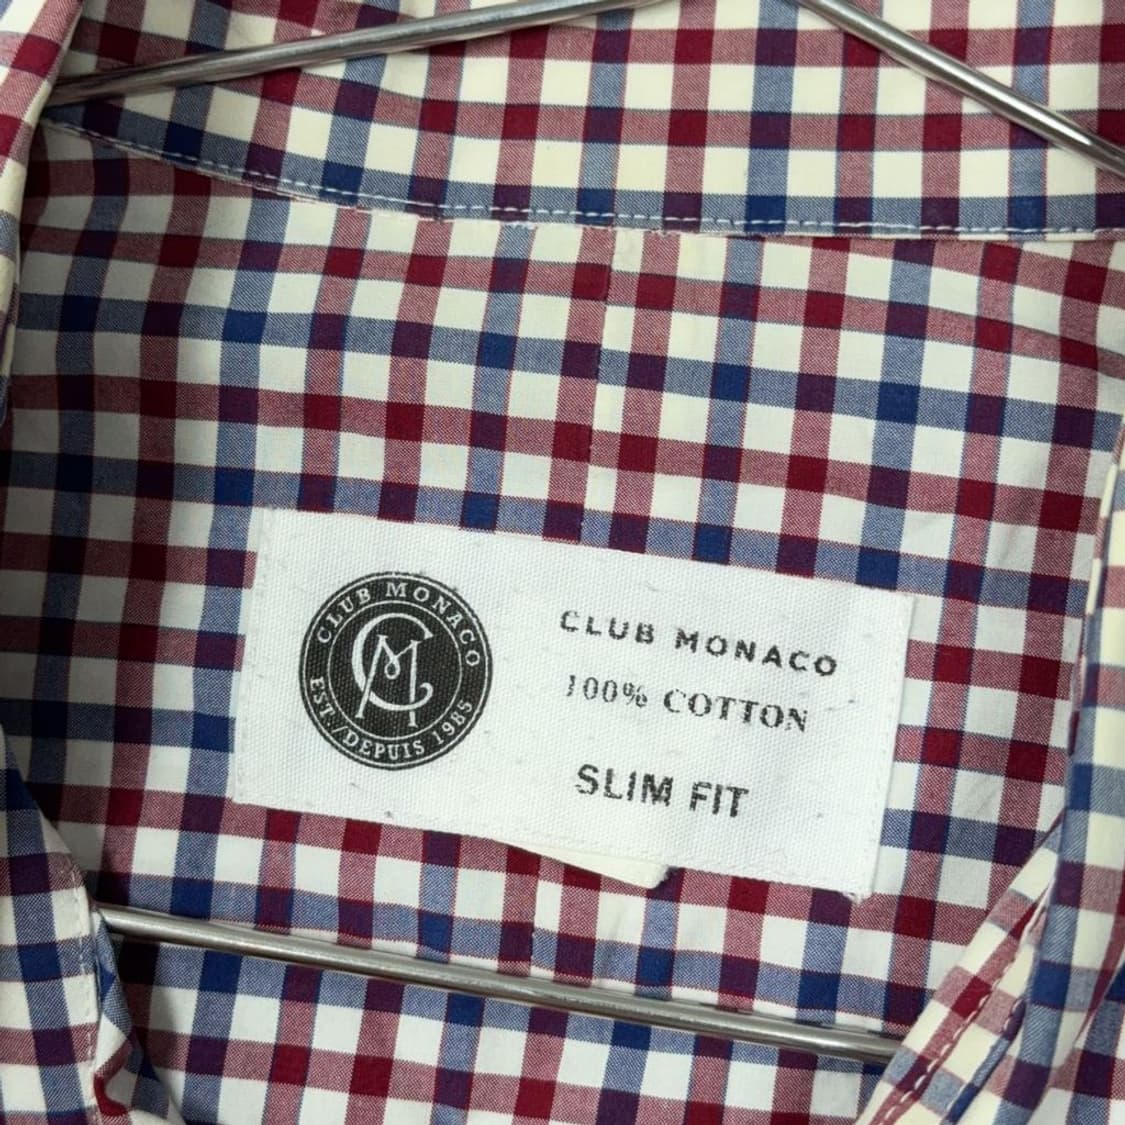 CLUB MONACO
CM
EST./DEPUIS 1985
CLUB MONACO
100% COTTON
SLIM FIT